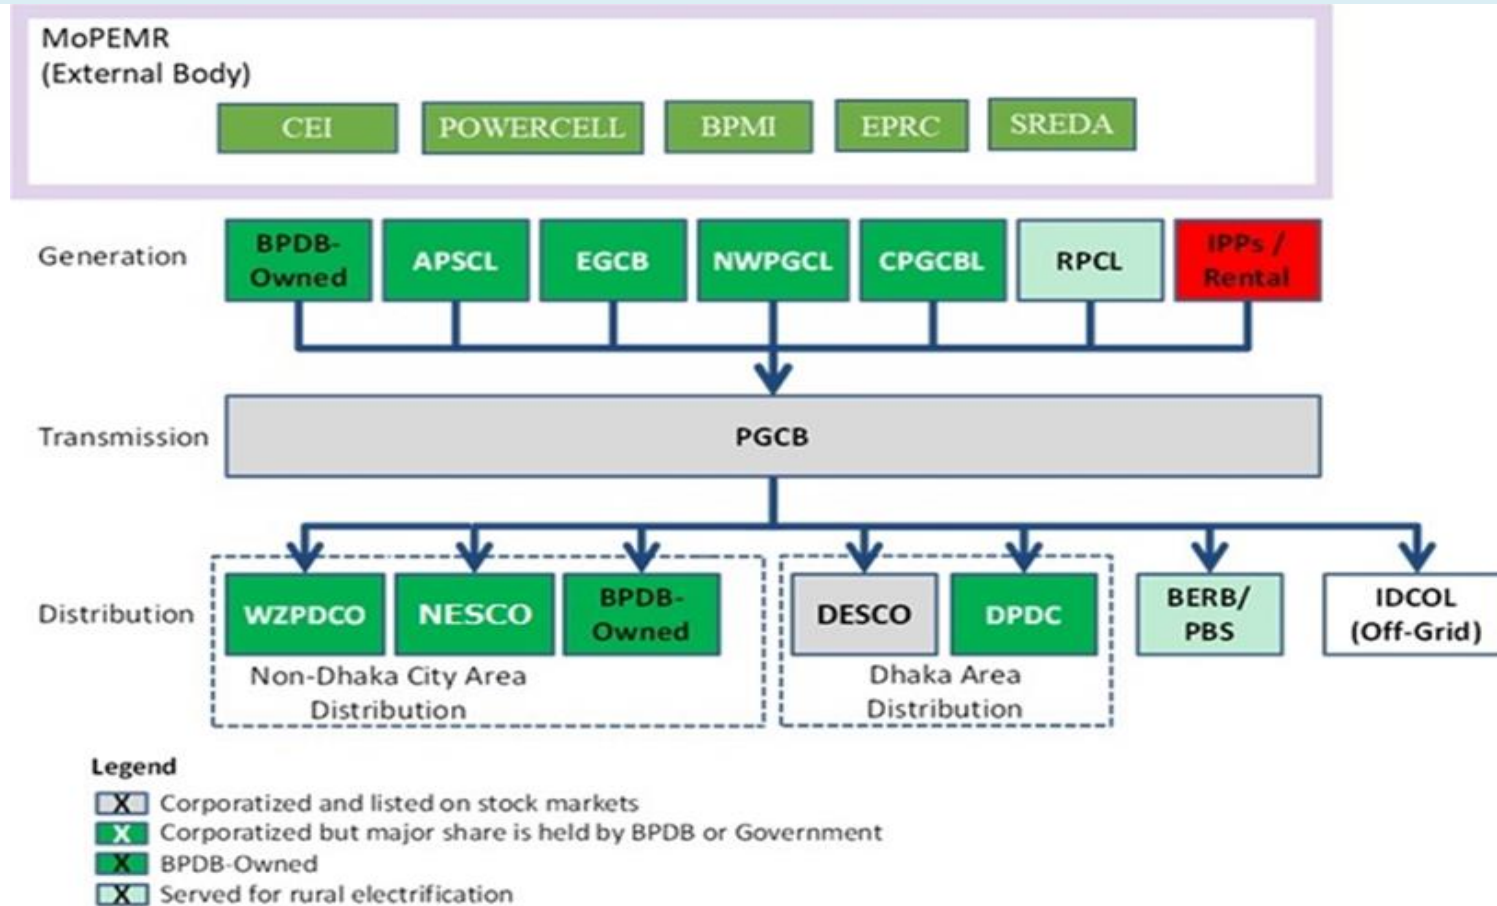 MoPEMR
(External Body)
CEI POWERCELL BPMI EPRC SREDA
Generation
BPDB-
Owned
APSCL
EGCB
NWPGCL
CPGCBL
RPCL
IPPs /
Rental
Transmission
PGCB
Distribution
WZPDCO
NESCO
BPDB-
Owned
Non-Dhaka City Area
Distribution
DESCO
DPDC
Dhaka Area
Distribution
BERB/
PBS
IDCOL
(Off-Grid)
Legend
X Corporatized and listed on stock markets
X Corporatized but major share is held by BPDB or Government
X BPDB-Owned
X Served for rural electrification